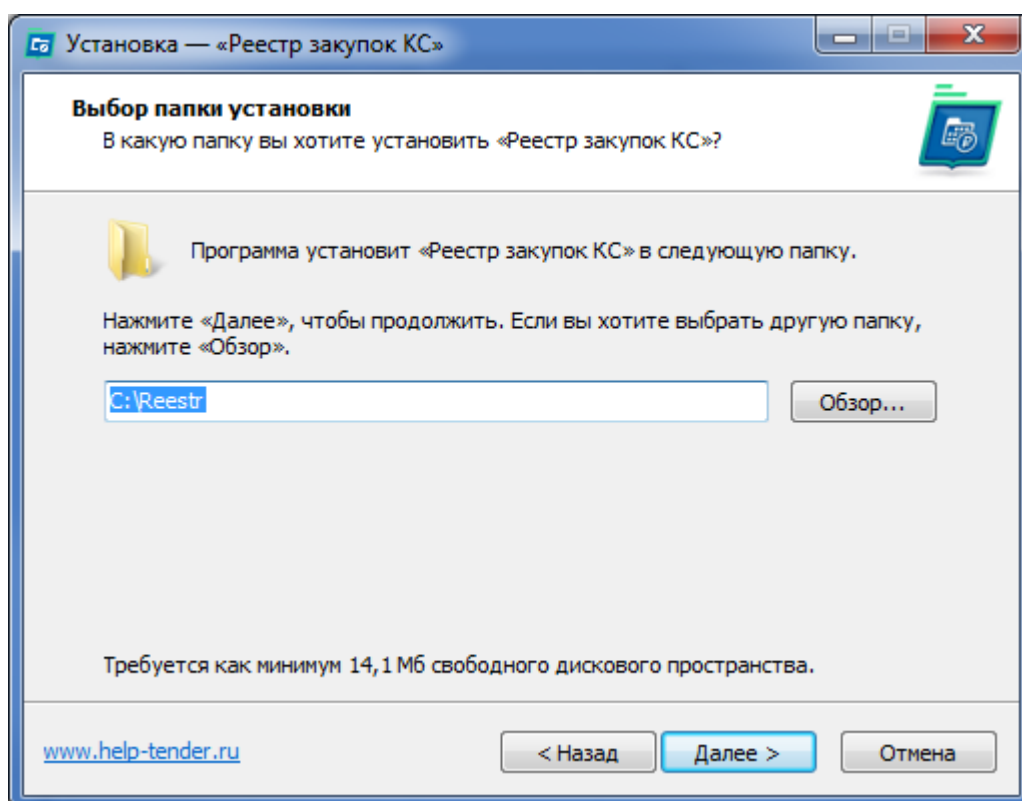 Установка — «Реестр закупок КС»
Выбор папки установки
В какую папку вы хотите установить «Реестр закупок КС»?
Программа установит «Реестр закупок КС» в следующую папку.
Нажмите «Далее», чтобы продолжить. Если вы хотите выбрать другую папку,
нажмите «Обзор».
C:\Reestr
Обзор...
Требуется как минимум 14,1 Мб свободного дискового пространства.
www.help-tender.ru
< Назад
Далее >
Отмена